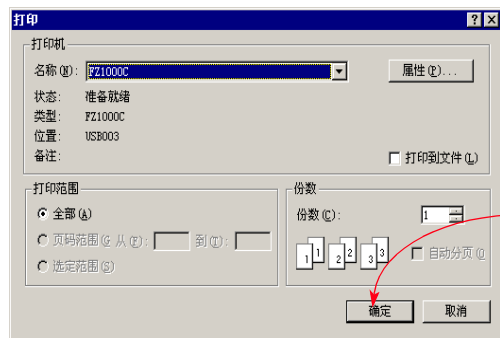 打印
打印机
名称(N): FZ1000C 属性(P)...
状态: 准备就绪
类型: FZ1000C
位置: USB003
备注: 打印到文件(L)
打印范围
全部(A)
页码范围(G 从(F): 到(T):
选定范围(S)
份数
份数(C): 1
1 1 2 2 3 3
自动分页(O
确定 取消